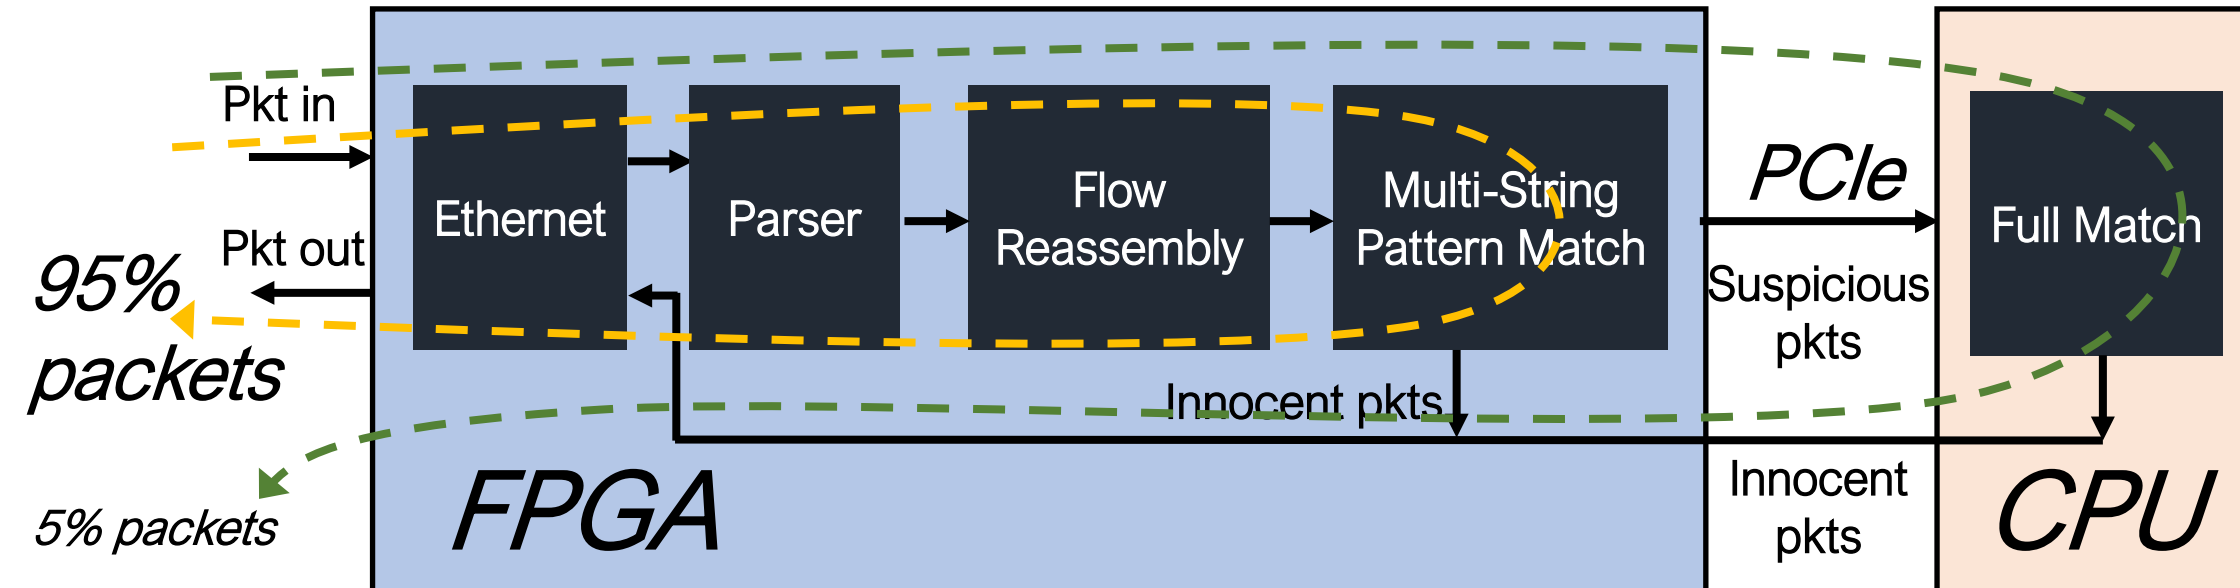 Pkt in
Pkt out
95%
packets
5% packets
Ethernet
Parser
Flow
Reassembly
Multi-String
Pattern Match
Innocent pkts
FPGA
PCIe
Suspicious
pkts
Innocent
pkts
Full Match
CPU